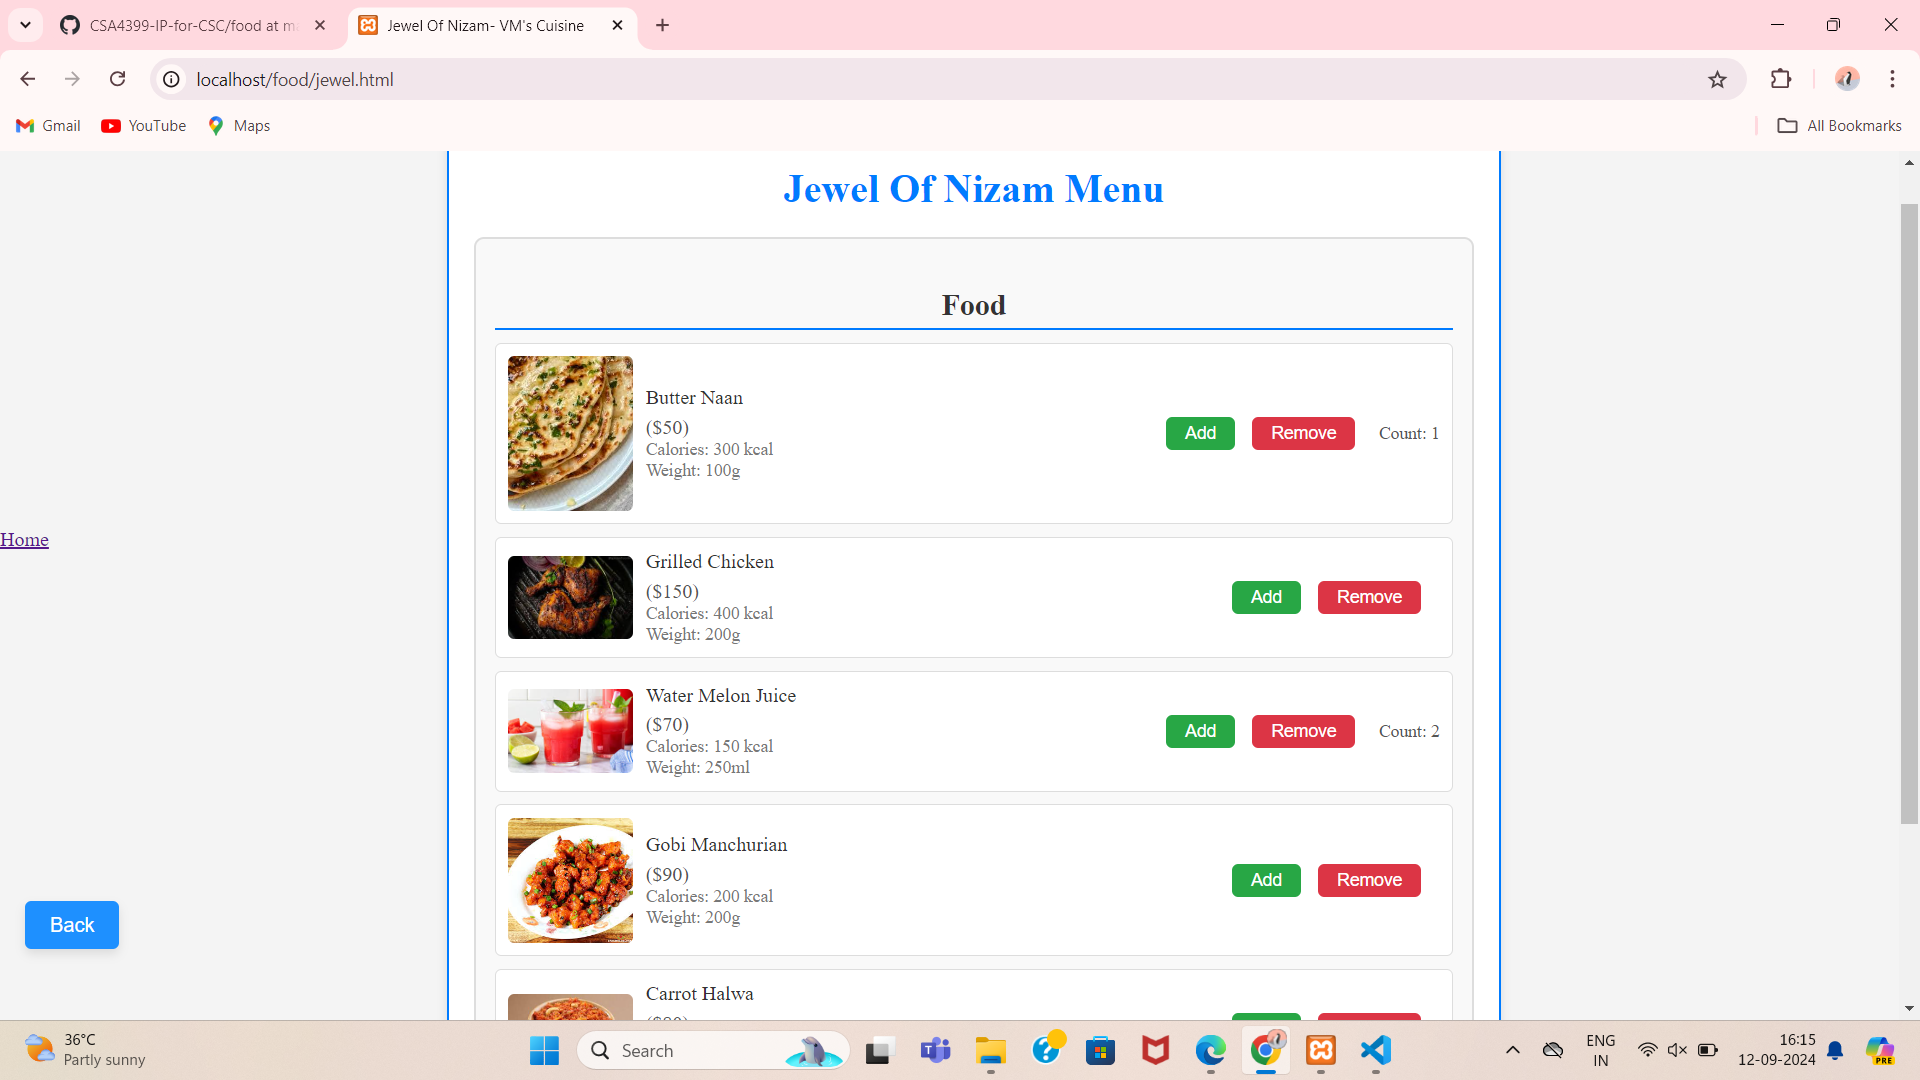 CSA4399-IP-for-CSC/food at ma
Jewel Of Nizam- VM's Cuisine
localhost/food/jewel.html
Gmail
YouTube
Maps
All Bookmarks
Jewel Of Nizam Menu
Food
Butter Naan
($50)
Calories: 300 kcal
Weight: 100g
Add
Remove
Count: 1
Home
Grilled Chicken
($150)
Calories: 400 kcal
Weight: 200g
Add
Remove
Water Melon Juice
($70)
Calories: 150 kcal
Weight: 250ml
Add
Remove
Count: 2
Gobi Manchurian
($90)
Calories: 200 kcal
Weight: 200g
Add
Remove
Back
Carrot Halwa
36°C
Partly sunny
Search
ENG
IN
16:15
12-09-2024
PRE